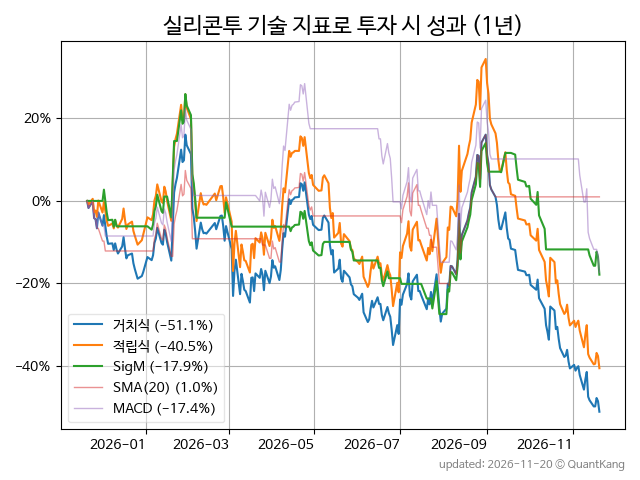 실리콘투 기술 지표로 투자 시 성과 (1년)
20%
0%
−20%
−40%
거치식 (−51.1%)
적립식 (−40.5%)
SigM (−17.9%)
SMA(20) (1.0%)
MACD (−17.4%)
2026-01 2026-03 2026-05 2026-07 2026-09 2026-11
updated: 2026-11-20 © QuantKang